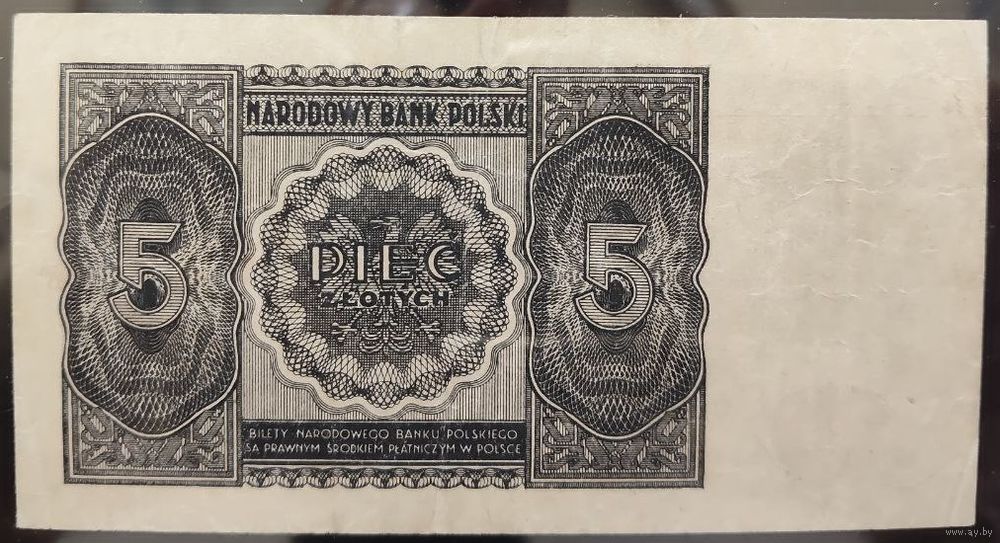 NARODOWY BANK POLSKI
5
PIĘĆ
ZŁOTYCH
5
BILETY NARODOWEGO BANKU POLSKIEGO
SĄ PRAWNYM ŚRODKIEM PŁATNICZYM W POLSCE
www.ay.by